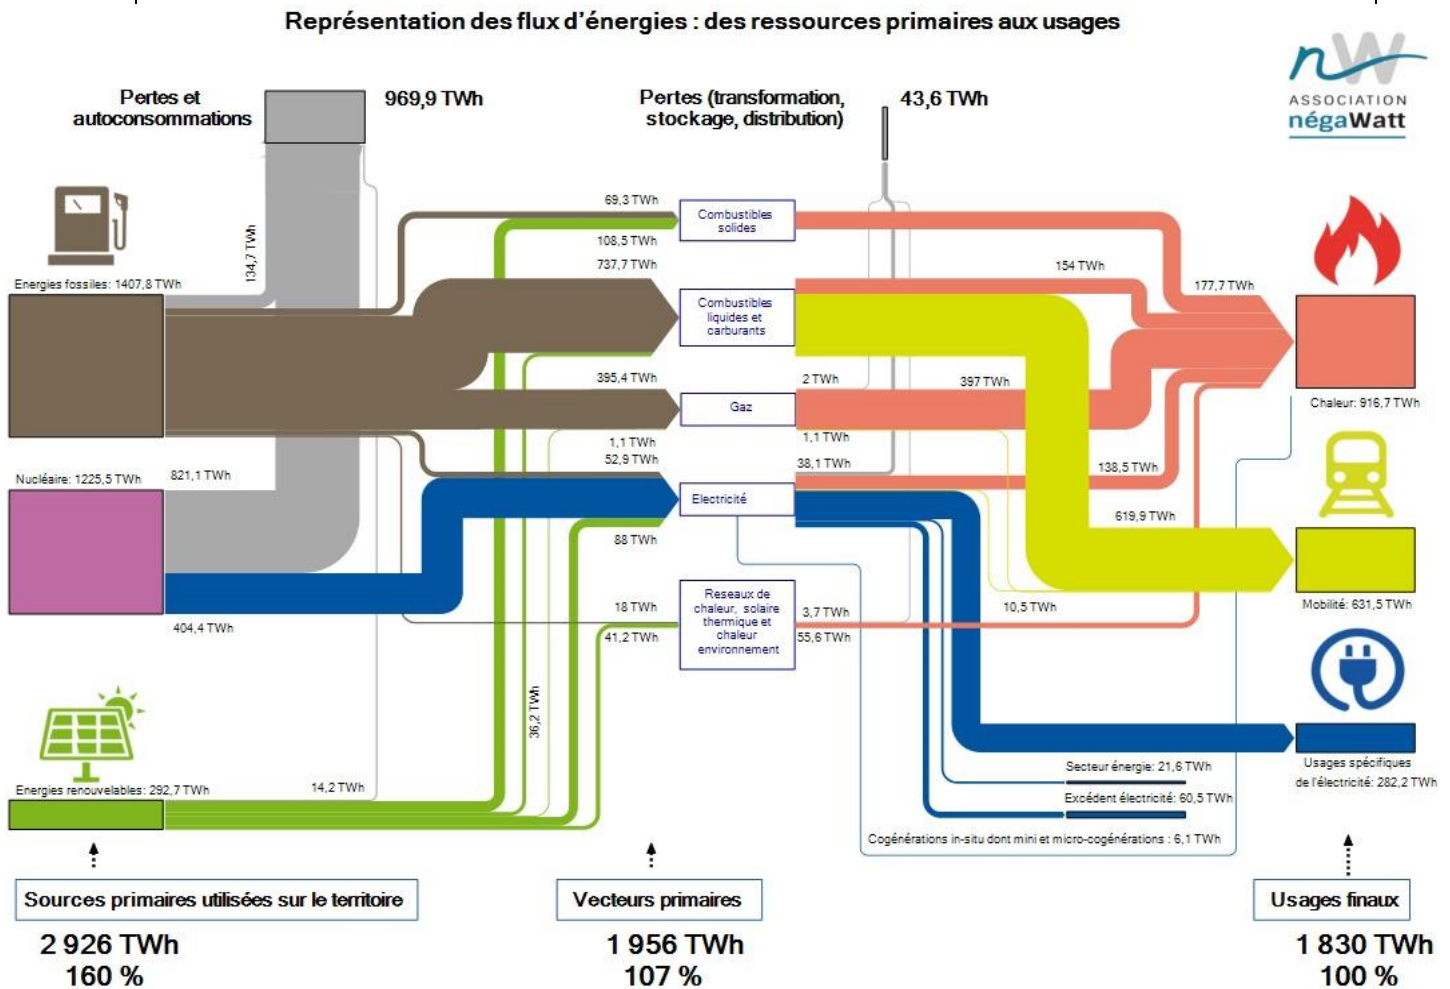 Représentation des flux d'énergies : des ressources primaires aux usages
nW
ASSOCIATION
négaWatt
Pertes et
autoconsommations
969,9 TWh
Pertes (transformation,
stockage, distribution)
43,6 TWh
134,7 TWh
69,3 TWh
108,5 TWh
737,7 TWh
Combustibles
solides
154 TWh
177,7 TWh
Energies fossiles: 1407,8 TWh
Combustibles
liquides et
carburants
395,4 TWh
2 TWh
397 TWh
Gaz
Chaleur: 916,7 TWh
1,1 TWh
1,1 TWh
52,9 TWh
38,1 TWh
138,5 TWh
Nucléaire: 1225,5 TWh
821,1 TWh
Electricité
619,9 TWh
88 TWh
Reseaux de
chaleur, solaire
thermique et
chaleur
environnement
18 TWh
3,7 TWh
10,5 TWh
Mobilité: 631,5 TWh
404,4 TWh
41,2 TWh
55,6 TWh
36,2 TWh
Energies renouvelables: 292,7 TWh
14,2 TWh
Secteur énergie: 21,6 TWh
Usages spécifiques
de l'électricité: 282,2 TWh
Excédent électricité: 60,5 TWh
Cogénérations in-situ dont mini et micro-cogénérations : 6,1 TWh
Sources primaires utilisées sur le territoire
Vecteurs primaires
Usages finaux
2 926 TWh
160 %
1 956 TWh
107 %
1 830 TWh
100 %